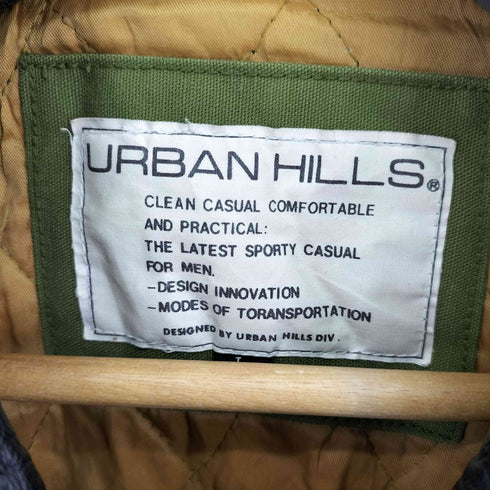 URBAN HILLS®
CLEAN CASUAL COMFORTABLE
AND PRACTICAL:
THE LATEST SPORTY CASUAL
FOR MEN.
-DESIGN INNOVATION
-MODES OF TORANSPORTATION
DESIGNED BY URBAN HILLS DIV.